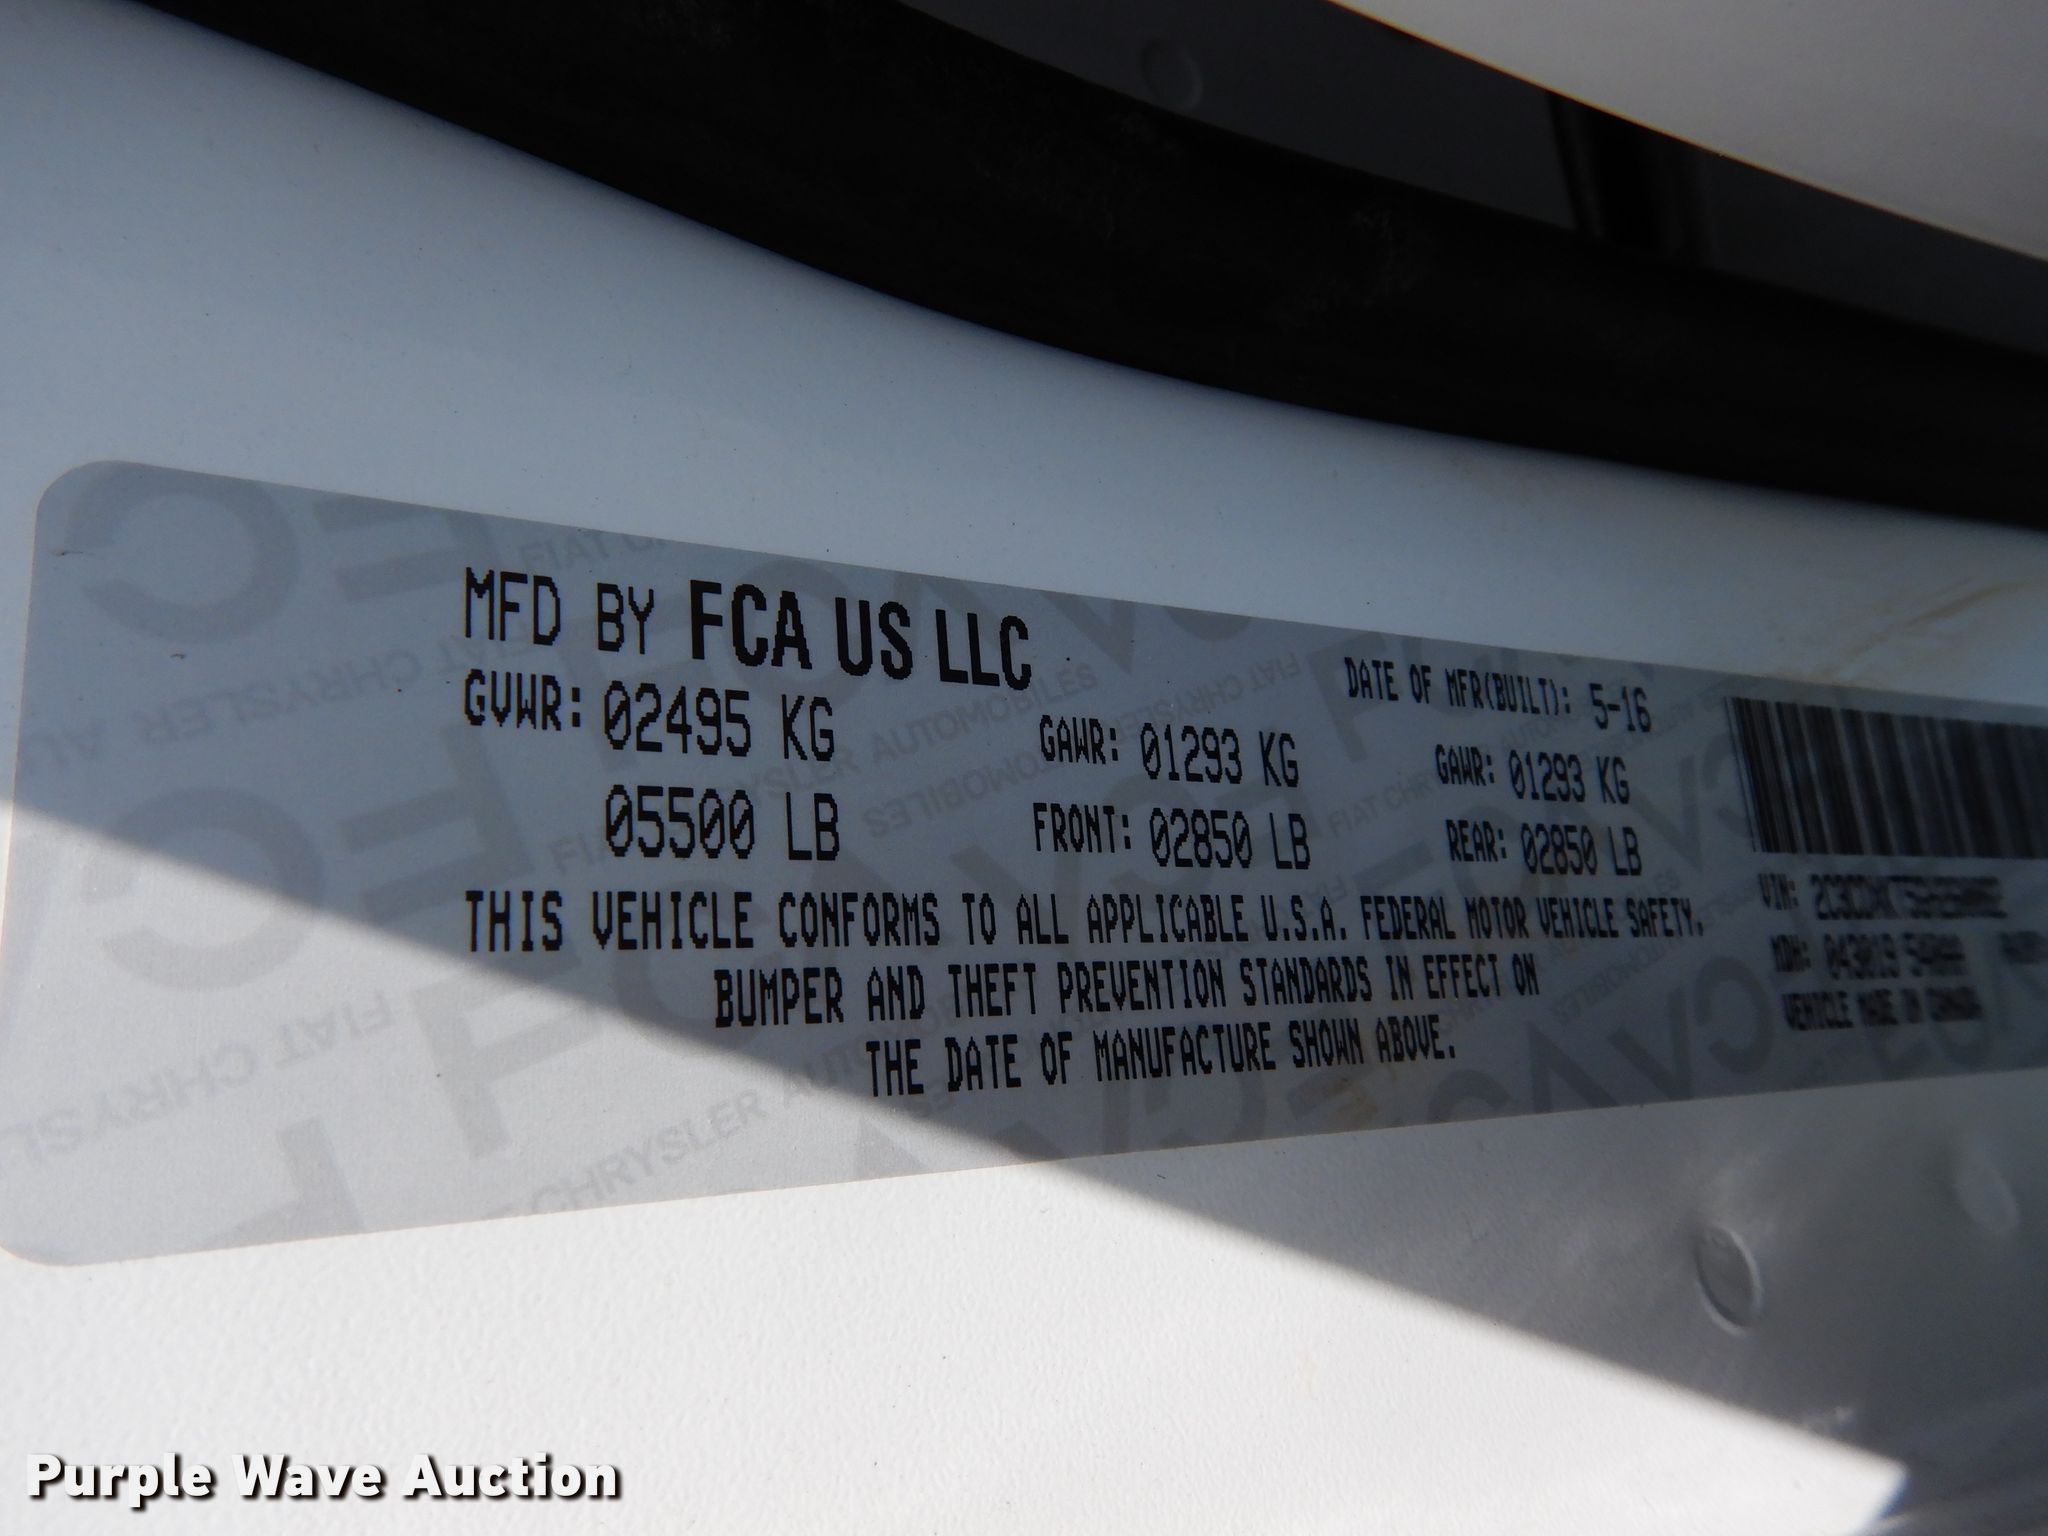 MFD BY FCA US LLC
DATE OF MFR(BUILT): 5-16
GVWR: 02495 KG GAWR: 01293 KG GAWR: 01293 KG
05500 LB FRONT: 02850 LB REAR: 02850 LB
THIS VEHICLE CONFORMS TO ALL APPLICABLE U.S.A. FEDERAL MOTOR VEHICLE SAFETY,
BUMPER AND THEFT PREVENTION STANDARDS IN EFFECT ON
THE DATE OF MANUFACTURE SHOWN ABOVE.
VIN:
MDH: 043019
VEHICLE MADE IN CANADA
Purple Wave Auction